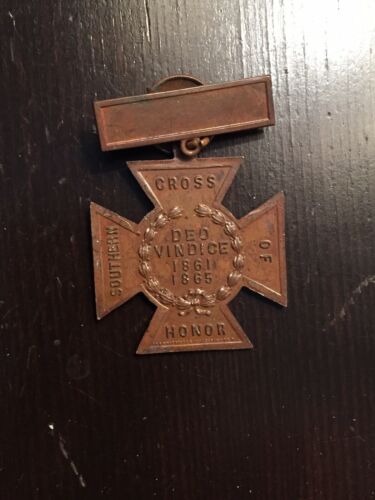 SOUTHERN
CROSS
OF
HONOR
DEO
VINDICE
1861
1865